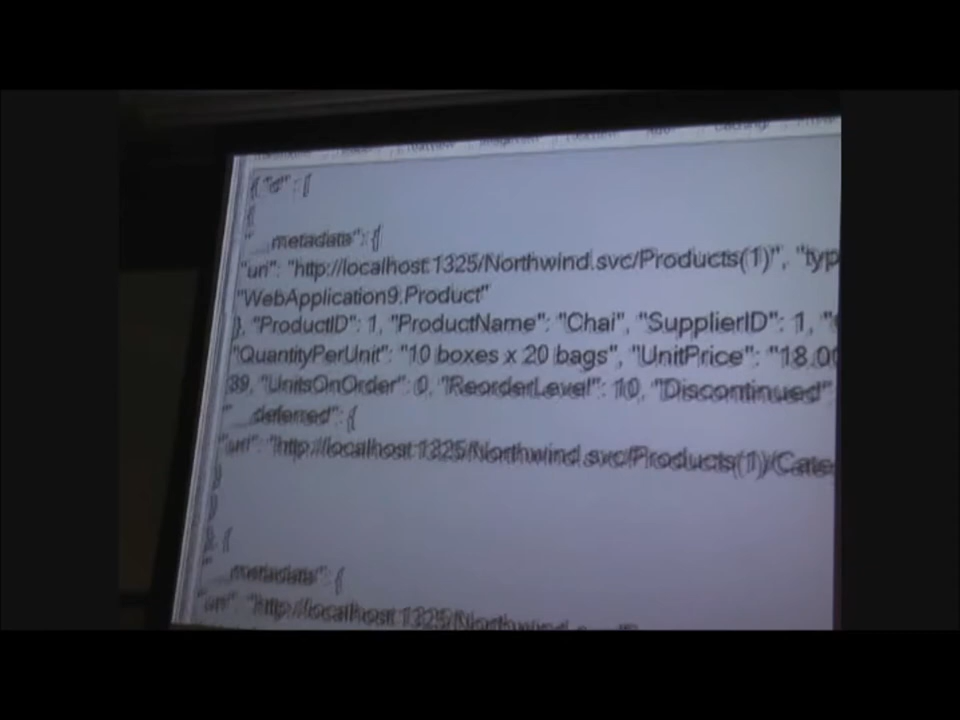 { "d" : [
{
"__metadata": {
"uri": "http://localhost:1325/Northwind.svc/Products(1)", "typ
"WebApplication9.Product"
}, "ProductID": 1, "ProductName": "Chai", "SupplierID": 1, "
"QuantityPerUnit": "10 boxes x 20 bags", "UnitPrice": "18.00
39, "UnitsOnOrder": 0, "ReorderLevel": 10, "Discontinued":
"__deferred": {
"uri": "http://localhost:1325/Northwind.svc/Products(1)/Cate
}
}
}, {
"__metadata": {
"uri": "http://localhost:1325/Northwind